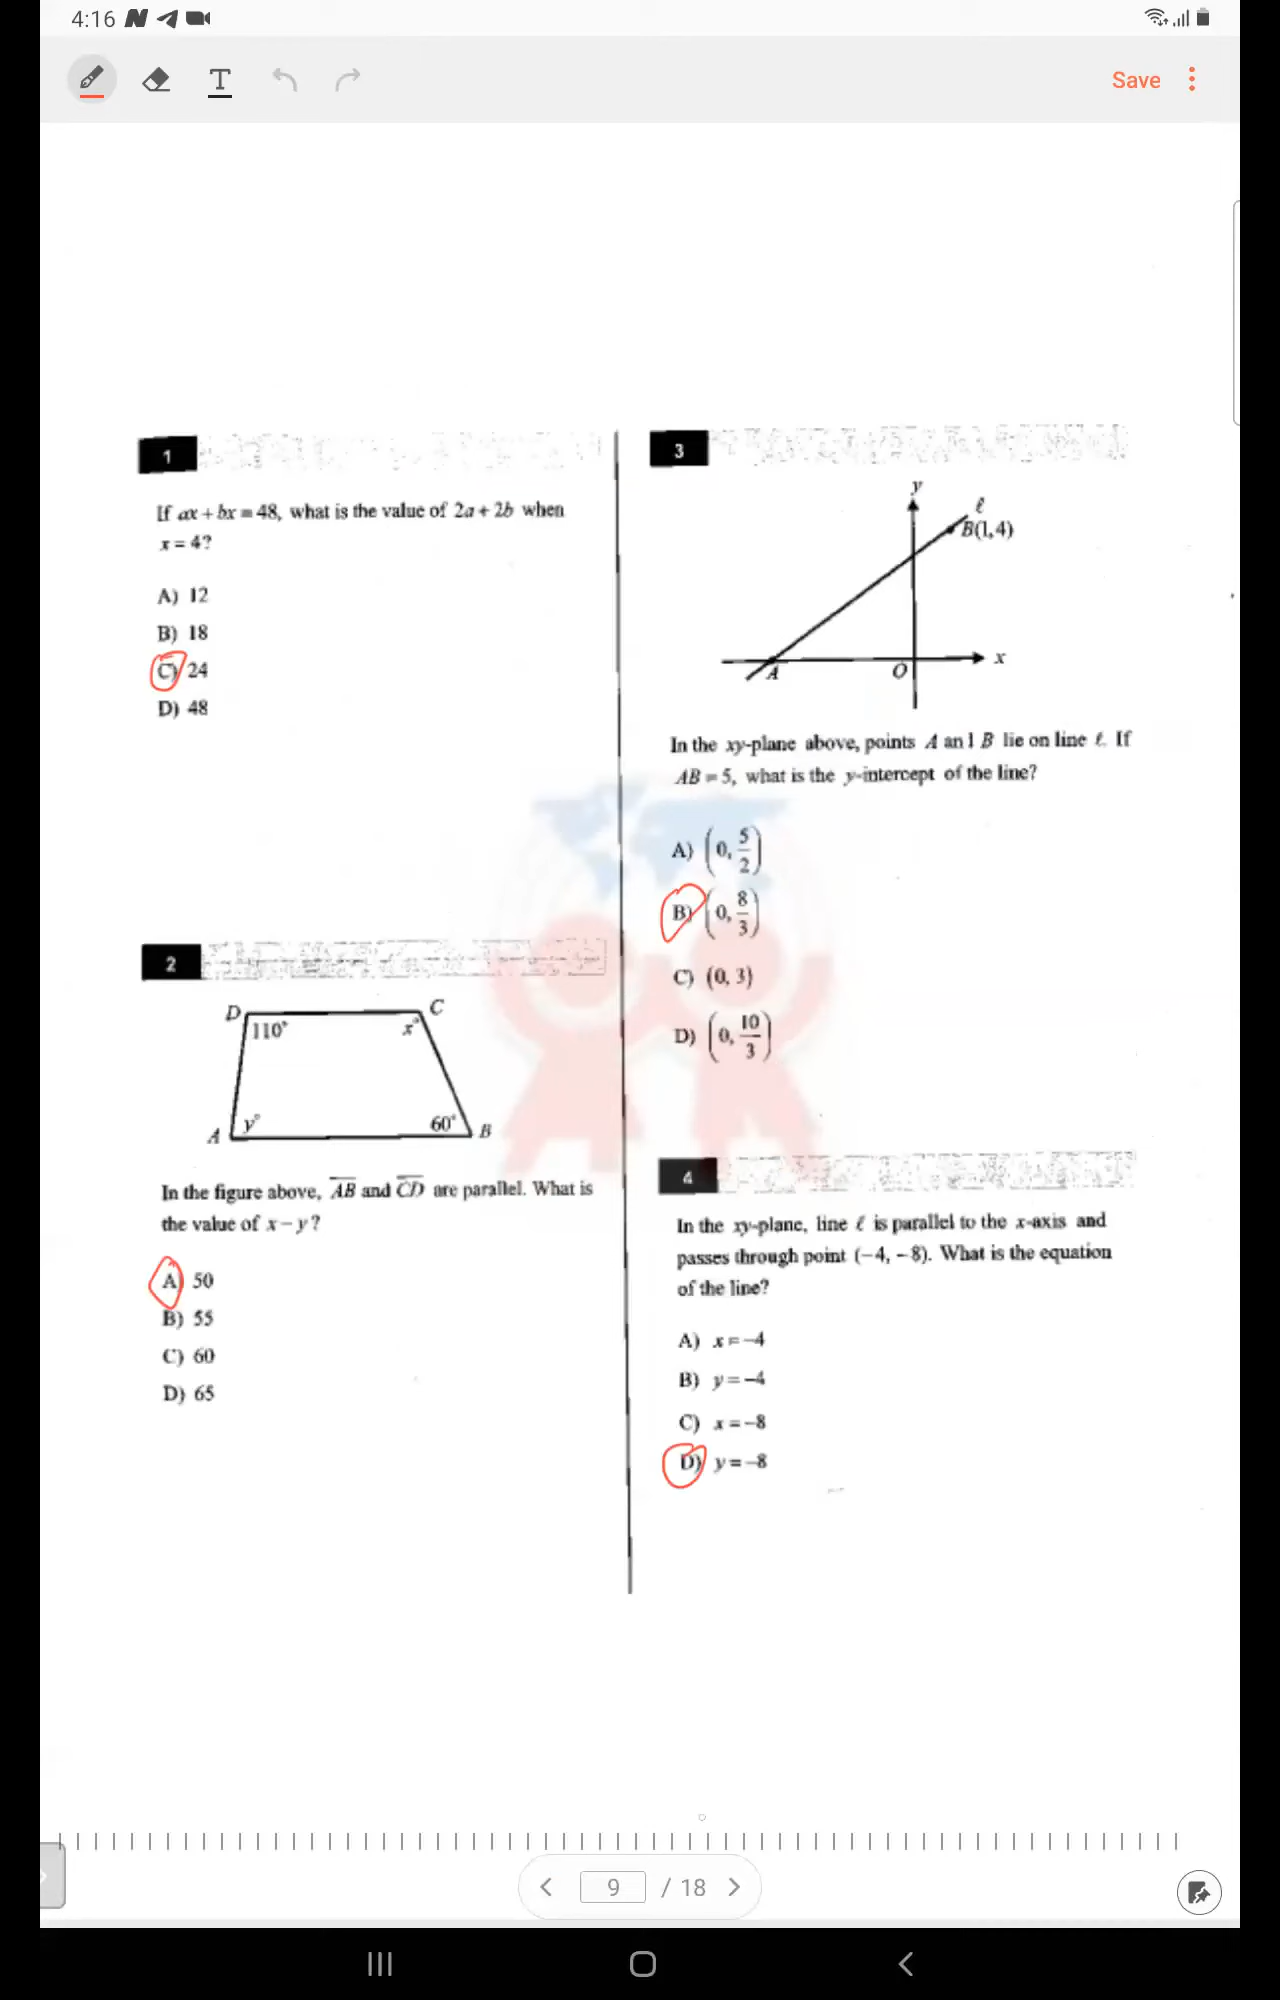 4:16
T
Save
1
If ax + bx = 48, what is the value of 2a + 2b when
x = 4?
A) 12
B) 18
C) 24
D) 48
2
D
C
110°
x°
A
y°
60°
B
In the figure above, AB and CD are parallel. What is
the value of x - y?
A) 50
B) 55
C) 60
D) 65
3
y
ℓ
B(1,4)
A
O
x
In the xy-plane above, points A an1 B lie on line ℓ. If
AB = 5, what is the y-intercept of the line?
A) (0, 5/2)
B) (0, 8/3)
C) (0, 3)
D) (0, 10/3)
4
In the xy-plane, line ℓ is parallel to the x-axis and
passes through point (-4, -8). What is the equation
of the line?
A) x = -4
B) y = -4
C) x = -8
D) y = -8
9 / 18